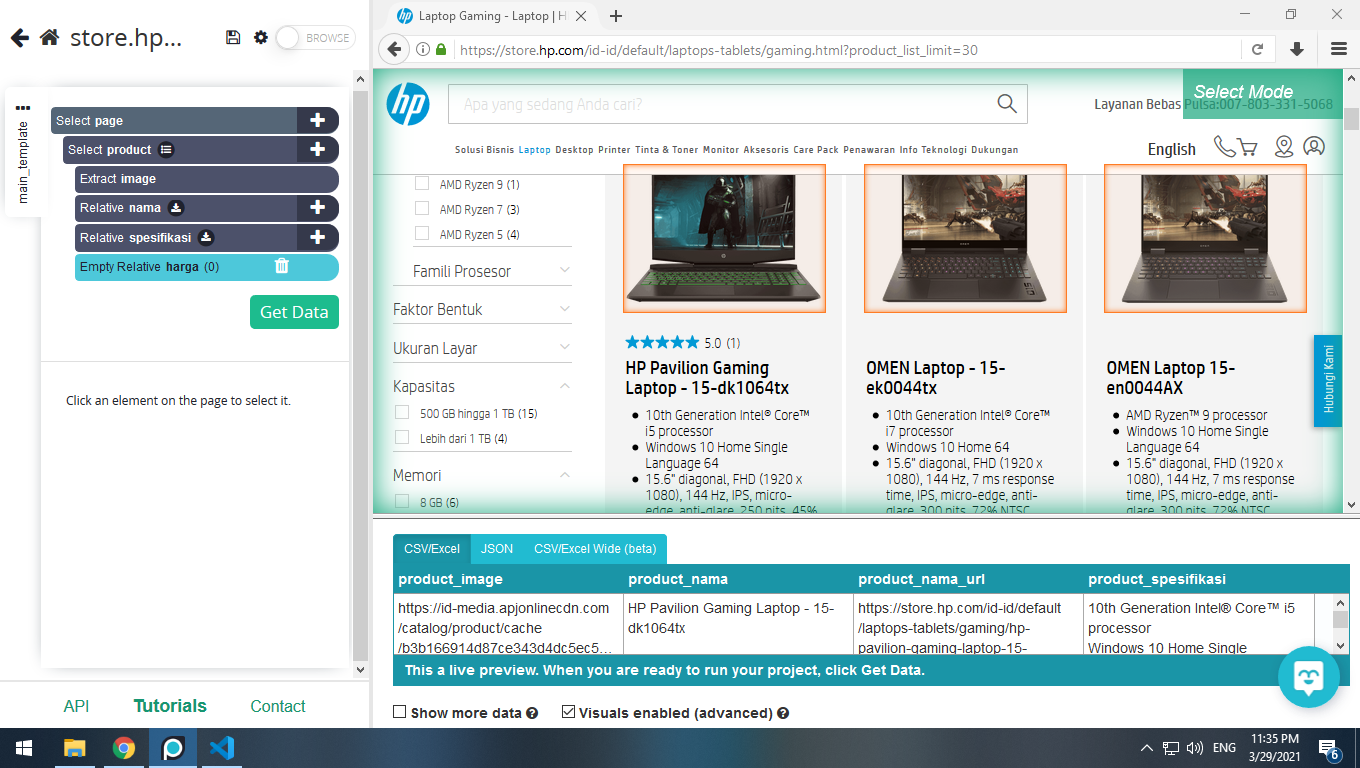 store.hp...
BROWSE
main_template
Select page
Select product
Extract image
Relative nama
Relative spesifikasi
Empty Relative harga (0)
Get Data
Click an element on the page to select it.
API
Tutorials
Contact
Laptop Gaming - Laptop | H
https://store.hp.com/id-id/default/laptops-tablets/gaming.html?product_list_limit=30
hp
Apa yang sedang Anda cari?
Layanan Bebas Pulsa:007-803-331-5068
Select Mode
Solusi Bisnis Laptop Desktop Printer Tinta & Toner Monitor Aksesoris Care Pack Penawaran Info Teknologi Dukungan
English
AMD Ryzen 9 (1)
AMD Ryzen 7 (3)
AMD Ryzen 5 (4)
Famili Prosesor
Faktor Bentuk
Ukuran Layar
Kapasitas
500 GB hingga 1 TB (15)
Lebih dari 1 TB (4)
Memori
8 GB (6)
5.0 (1)
HP Pavilion Gaming
Laptop - 15-dk1064tx
10th Generation Intel® Core™
i5 processor
Windows 10 Home Single
Language 64
15.6" diagonal, FHD (1920 x
1080), 144 Hz, IPS, micro-
edge, anti-glare, 250 nits, 45%
OMEN Laptop - 15-
ek0044tx
10th Generation Intel® Core™
i7 processor
Windows 10 Home 64
15.6" diagonal, FHD (1920 x
1080), 144 Hz, 7 ms response
time, IPS, micro-edge, anti-
glare, 300 nits, 72% NTSC
OMEN Laptop 15-
en0044AX
AMD Ryzen™ 9 processor
Windows 10 Home Single
Language 64
15.6" diagonal, FHD (1920 x
1080), 144 Hz, 7 ms response
time, IPS, micro-edge, anti-
glare, 300 nits, 72% NTSC
Hubungi Kami
CSV/Excel
JSON
CSV/Excel Wide (beta)
product_image
product_nama
product_nama_url
product_spesifikasi
https://id-media.apjonlinecdn.com
/catalog/product/cache
/b3b166914d87ce343d4dc5ec5...
HP Pavilion Gaming Laptop - 15-
dk1064tx
https://store.hp.com/id-id/default
/laptops-tablets/gaming/hp-
pavilion-gaming-laptop-15-
10th Generation Intel® Core™ i5
processor
Windows 10 Home Single
This a live preview. When you are ready to run your project, click Get Data.
Show more data
Visuals enabled (advanced)
ENG
11:35 PM
3/29/2021
6